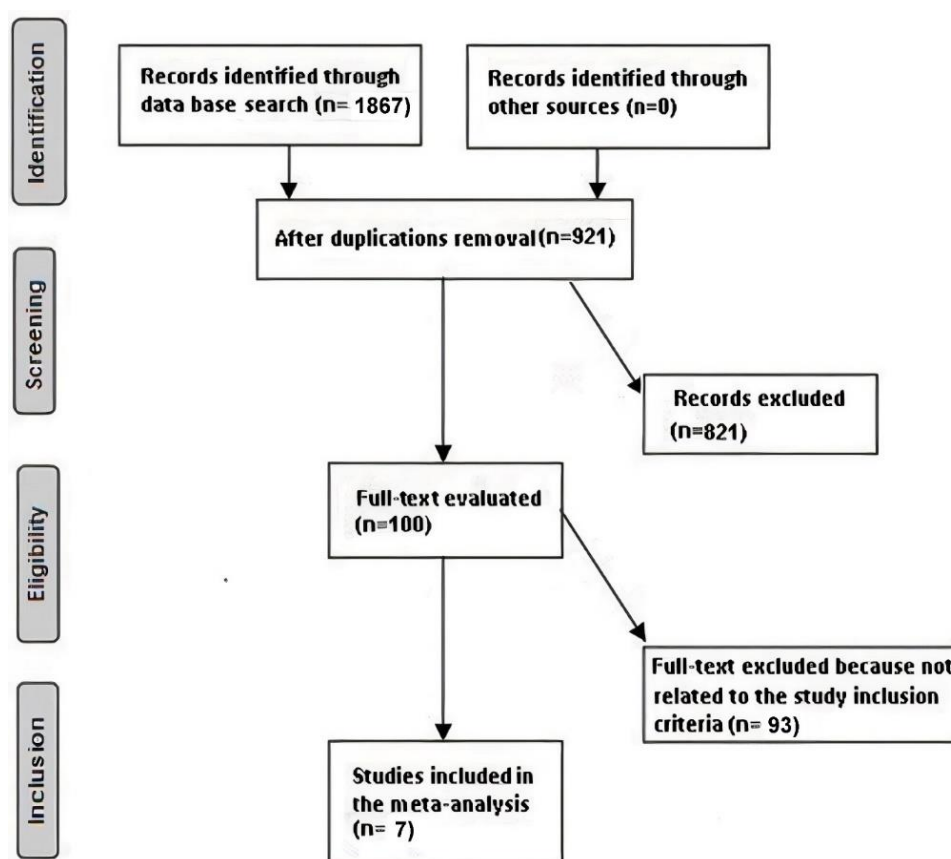 Identification
Records identified through
data base search (n= 1867)
Records identified through
other sources (n=0)
After duplications removal(n=921)
Screening
Records excluded
(n=821)
Eligibility
Full-text evaluated
(n=100)
Full-text excluded because not
related to the study inclusion
criteria (n= 93)
Inclusion
Studies included in
the meta-analysis
(n= 7)